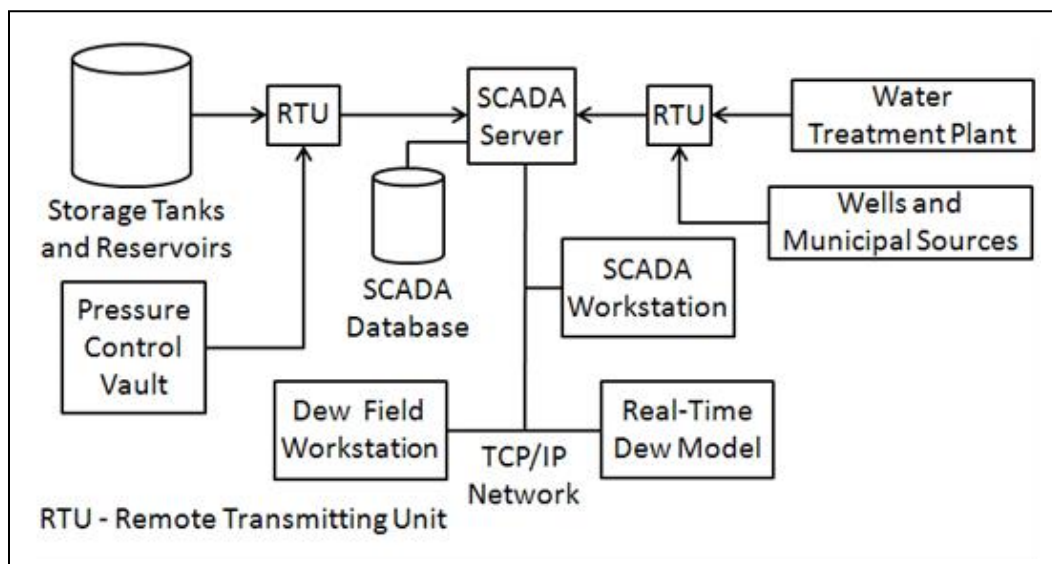 Storage Tanks
and Reservoirs
RTU
SCADA
Server
RTU
Water
Treatment Plant
Wells and
Municipal Sources
SCADA
Database
SCADA
Workstation
Pressure
Control
Vault
Dew Field
Workstation
Real-Time
Dew Model
TCP/IP
Network
RTU - Remote Transmitting Unit